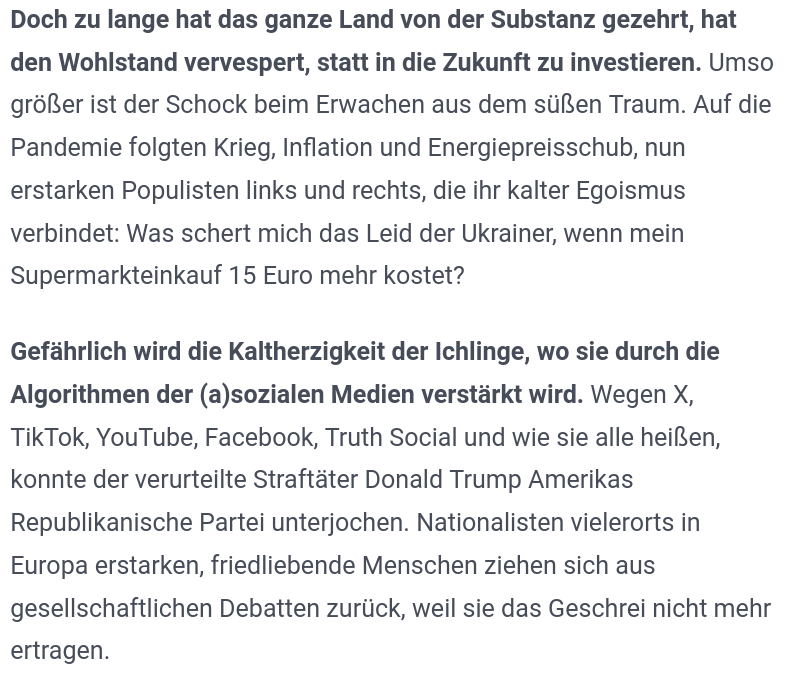 Doch zu lange hat das ganze Land von der Substanz gezehrt, hat
den Wohlstand vervespert, statt in die Zukunft zu investieren. Umso
größer ist der Schock beim Erwachen aus dem süßen Traum. Auf die
Pandemie folgten Krieg, Inflation und Energiepreisschub, nun
erstarken Populisten links und rechts, die ihr kalter Egoismus
verbindet: Was schert mich das Leid der Ukrainer, wenn mein
Supermarkteinkauf 15 Euro mehr kostet?
Gefährlich wird die Kaltherzigkeit der Ichlinge, wo sie durch die
Algorithmen der (a)sozialen Medien verstärkt wird. Wegen X,
TikTok, YouTube, Facebook, Truth Social und wie sie alle heißen,
konnte der verurteilte Straftäter Donald Trump Amerikas
Republikanische Partei unterjochen. Nationalisten vielerorts in
Europa erstarken, friedliebende Menschen ziehen sich aus
gesellschaftlichen Debatten zurück, weil sie das Geschrei nicht mehr
ertragen.